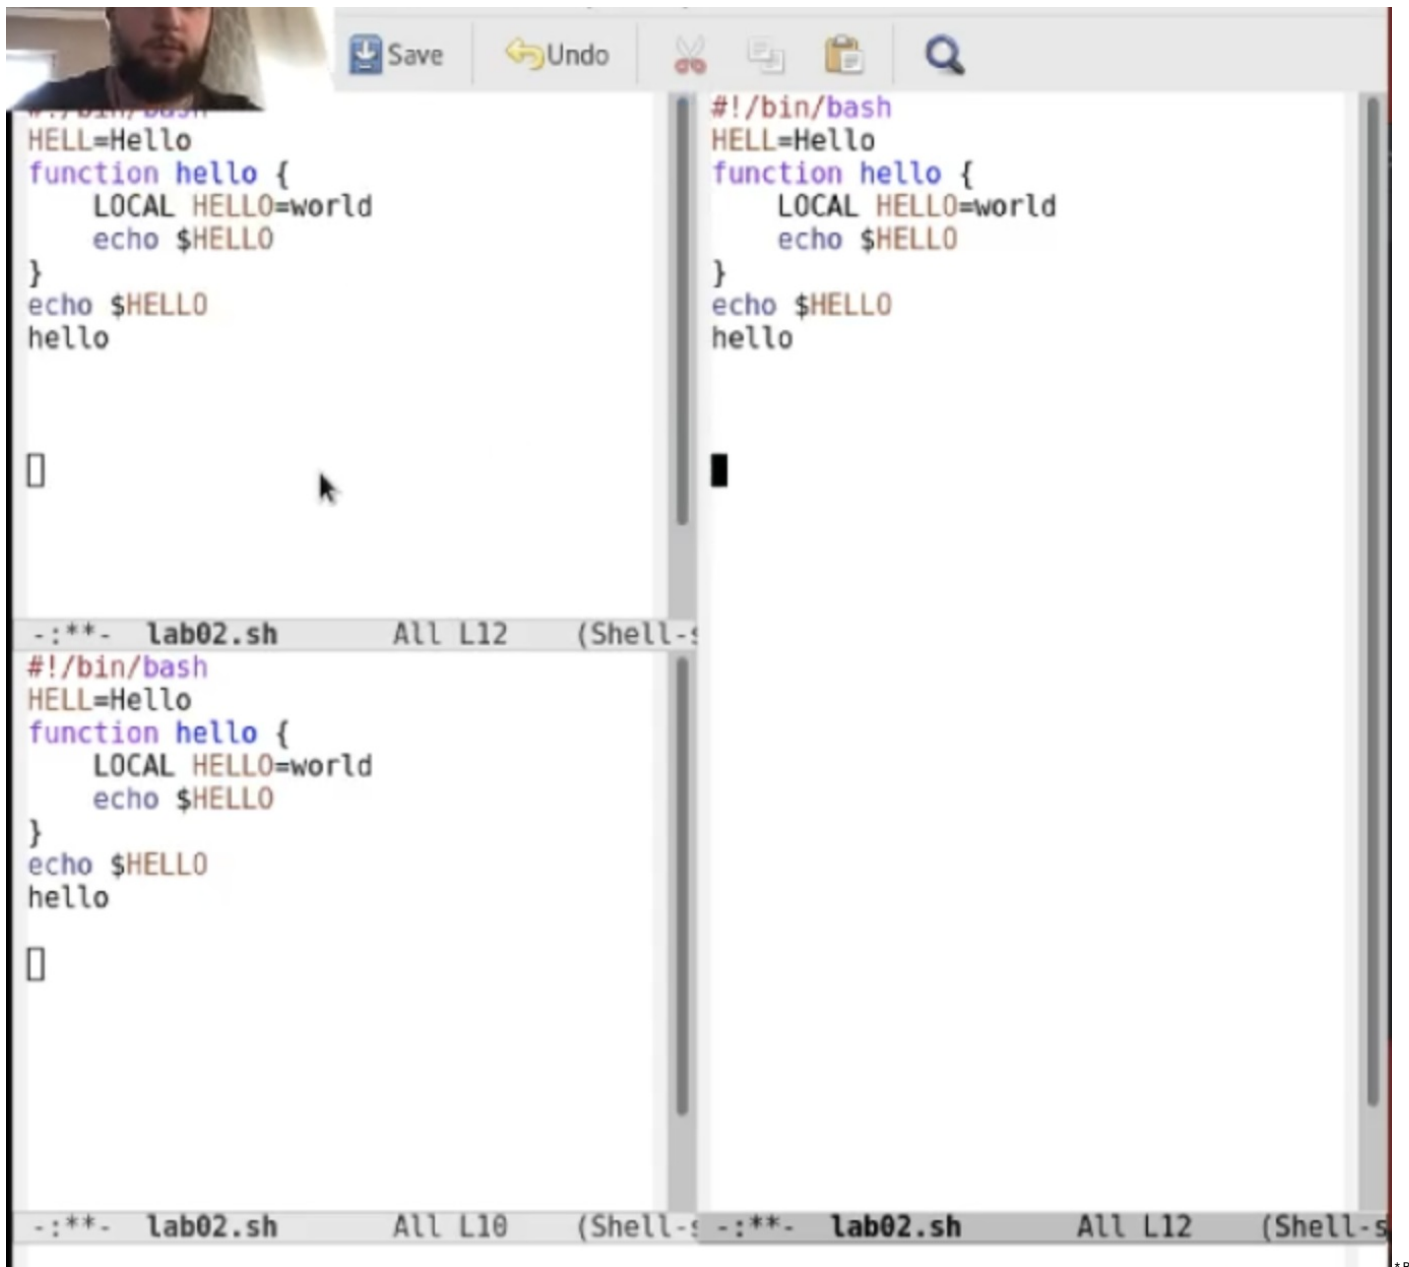 Save Undo
#!/bin/bash
HELL=Hello
function hello {
    LOCAL HELLO=world
    echo $HELLO
}
echo $HELLO
hello
-:**- lab02.sh All L12 (Shell-s
#!/bin/bash
HELL=Hello
function hello {
    LOCAL HELLO=world
    echo $HELLO
}
echo $HELLO
hello
-:**- lab02.sh All L10 (Shell-s
#!/bin/bash
HELL=Hello
function hello {
    LOCAL HELLO=world
    echo $HELLO
}
echo $HELLO
hello
-:**- lab02.sh All L12 (Shell-s